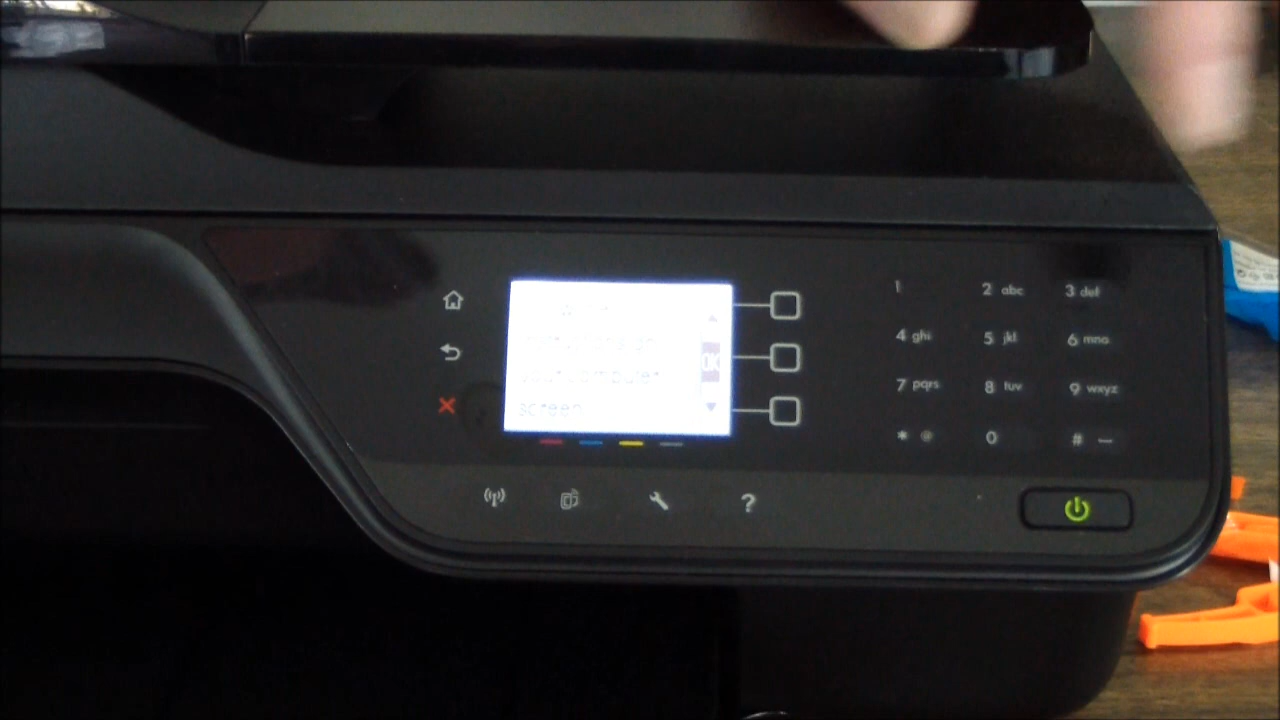 instructions on
your computer
screen.
OK
1
2 abc
3 def
4 ghi
5 jkl
6 mno
7 pqrs
8 tuv
9 wxyz
* @
0
# –
?